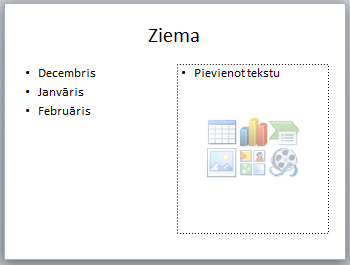 Ziema
Decembris
Janvāris
Februāris
Pievienot tekstu